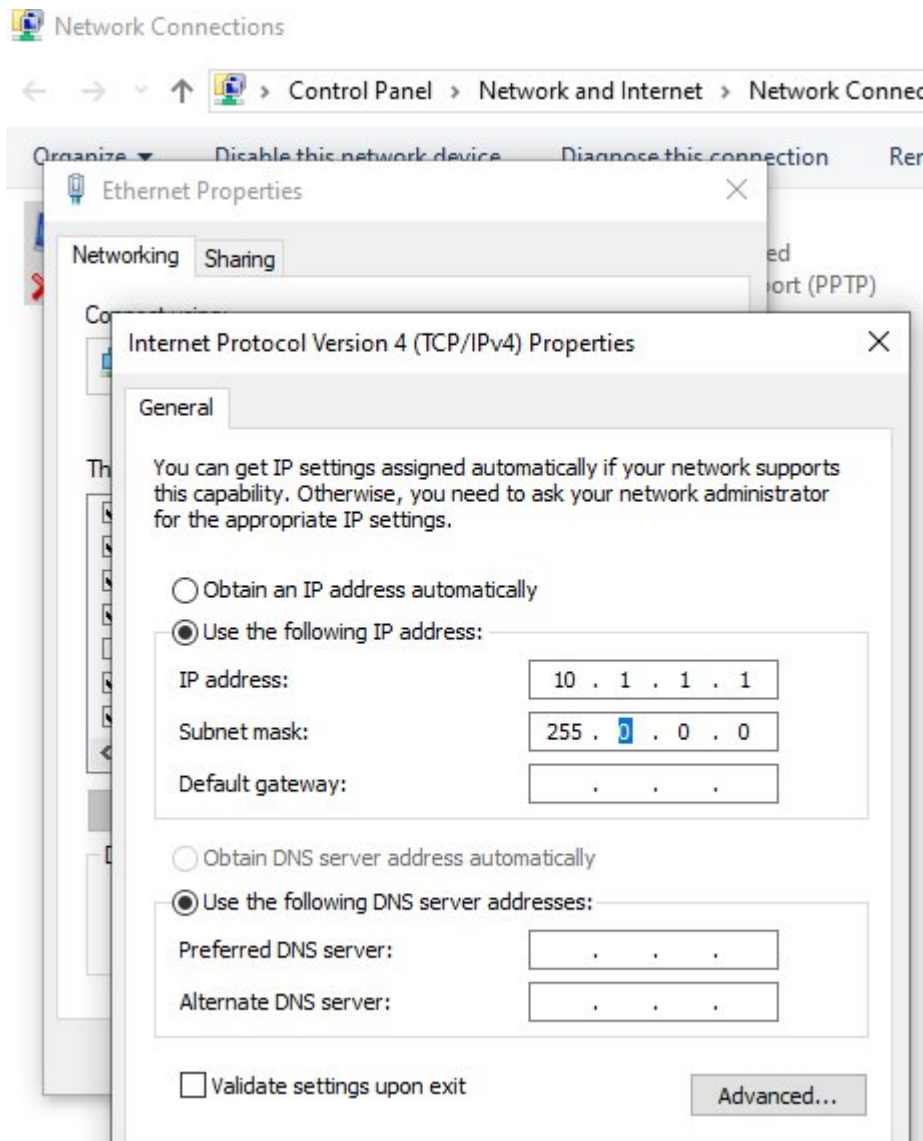 Network Connections
Control Panel > Network and Internet > Network Connec
Organize Disable this network device Diagnose this connection Rer
Ethernet Properties
Networking Sharing
ed
port (PPTP)
Internet Protocol Version 4 (TCP/IPv4) Properties
General
Th
You can get IP settings assigned automatically if your network supports
this capability. Otherwise, you need to ask your network administrator
for the appropriate IP settings.
Obtain an IP address automatically
Use the following IP address:
IP address: 10 . 1 . 1 . 1
Subnet mask: 255 . 0 . 0 . 0
Default gateway: . . .
Obtain DNS server address automatically
Use the following DNS server addresses:
Preferred DNS server: . . .
Alternate DNS server: . . .
Validate settings upon exit
Advanced...